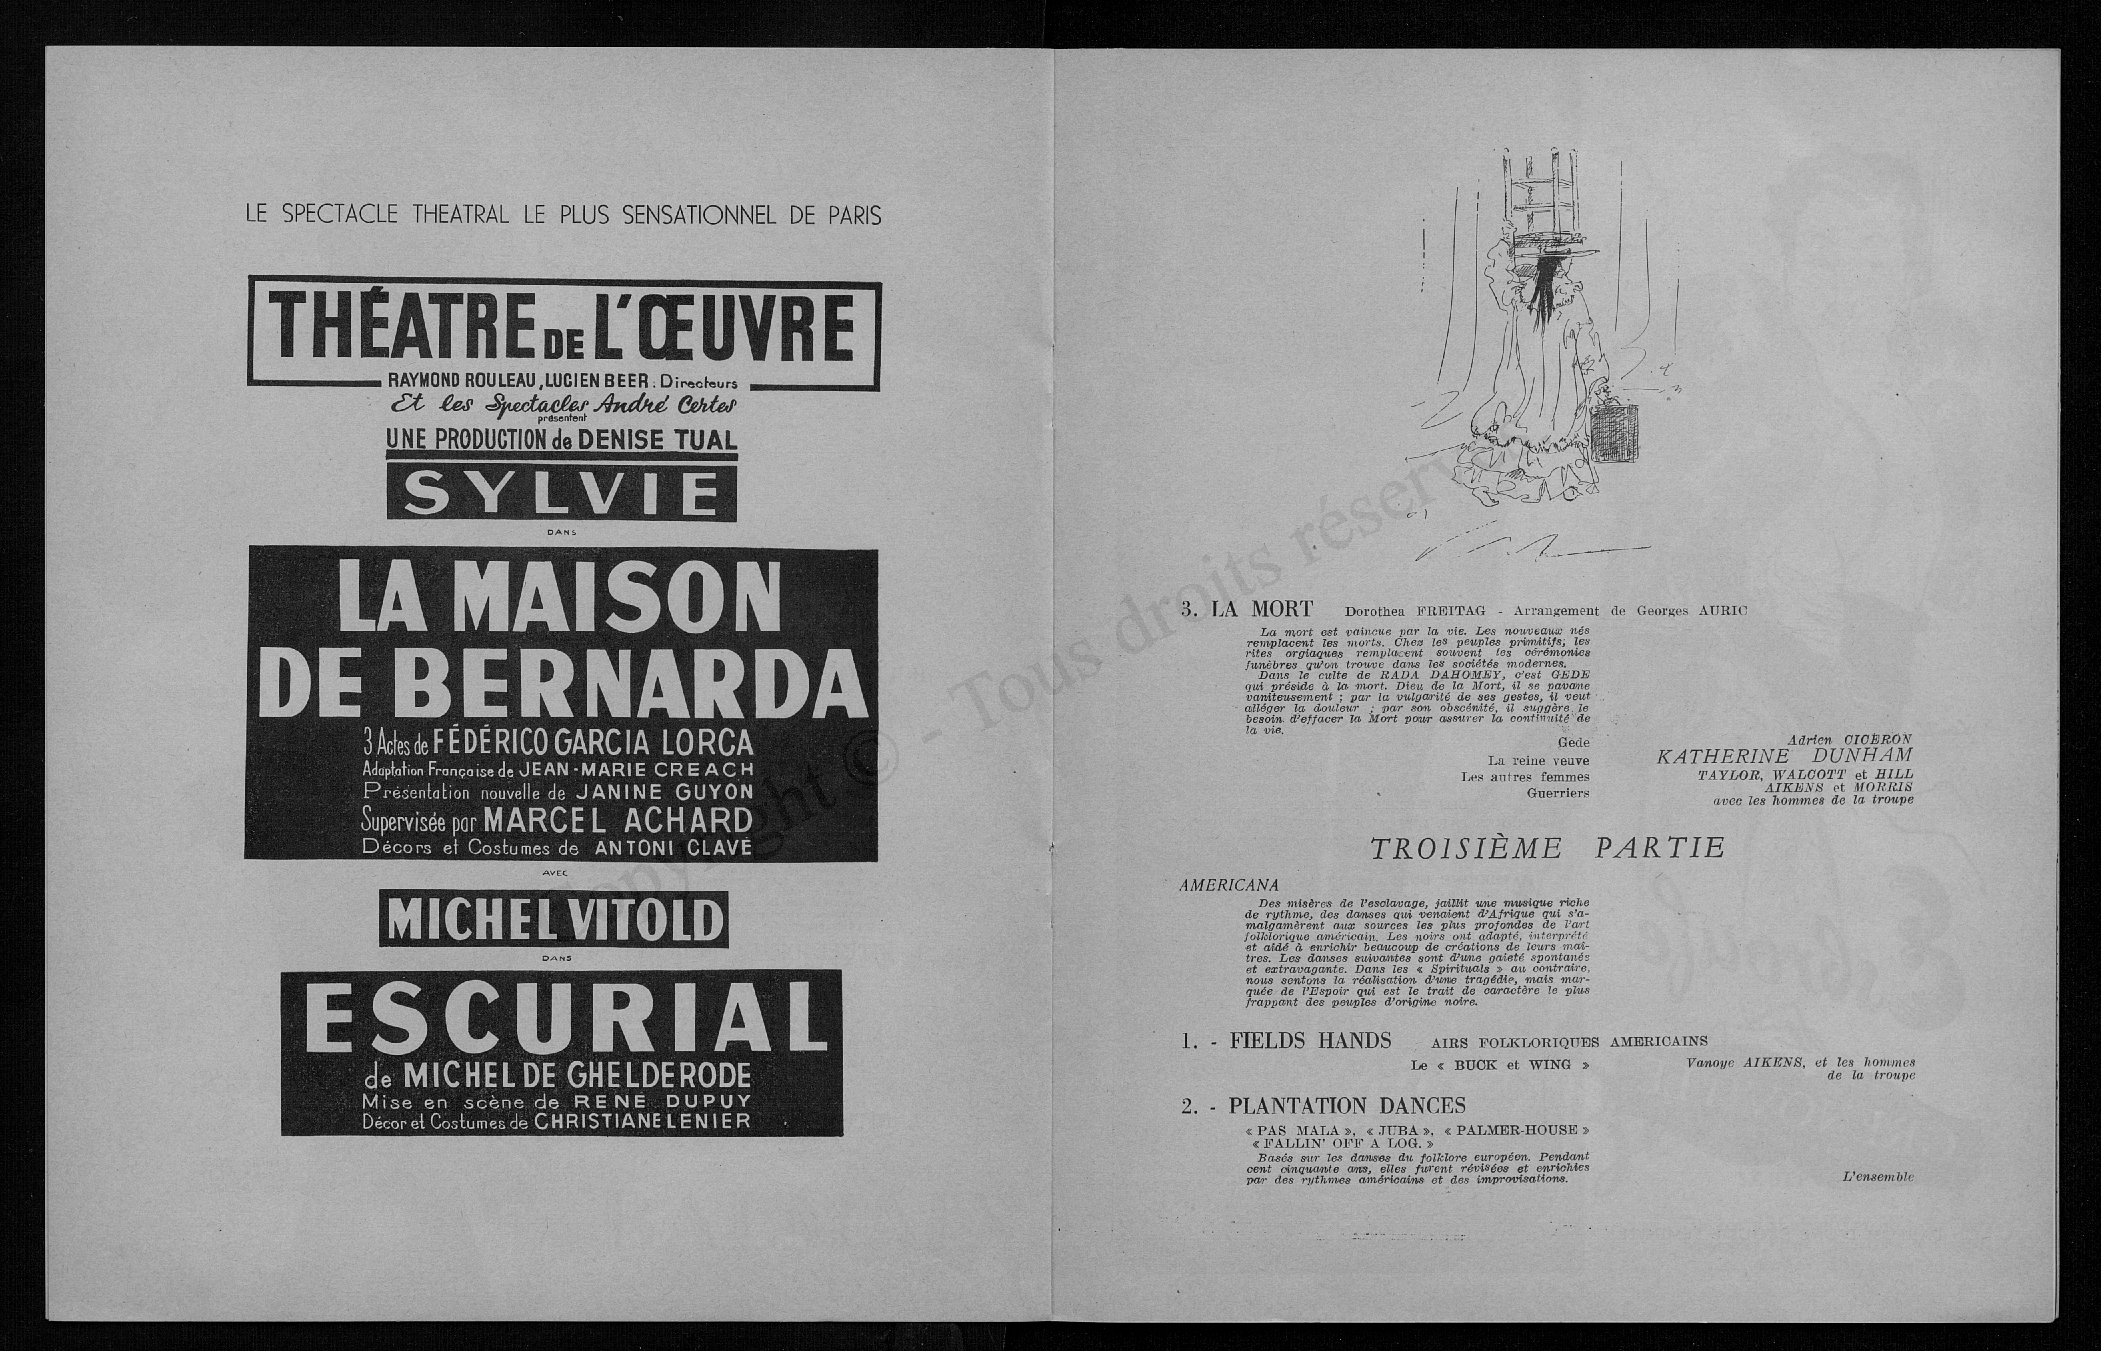 LE SPECTACLE THEATRAL LE PLUS SENSATIONNEL DE PARIS
THÉATRE DE L'ŒUVRE
RAYMOND ROULEAU, LUCIEN BEER : Directeurs
Et les Spectacles André Certes
présentent
UNE PRODUCTION de DENISE TUAL
SYLVIE
DANS
LA MAISON
DE BERNARDA
3 Actes de FÉDÉRICO GARCIA LORCA
Adaptation Française de JEAN-MARIE CREACH
Présentation nouvelle de JANINE GUYON
Supervisée par MARCEL ACHARD
Décors et Costumes de ANTONI CLAVÉ
AVEC
MICHEL VITOLD
DANS
ESCURIAL
de MICHEL DE GHELDERODE
Mise en scène de RENÉ DUPUY
Décor et Costumes de CHRISTIANE LENIER
3. LA MORT Dorothea FREITAG - Arrangement de Georges AURIC
La mort est vaincue par la vie. Les nouveaux nés
remplacent les morts. Chez les peuples primitifs, les
rites orgiaques remplacent souvent les cérémonies
funèbres qu'on trouve dans les sociétés modernes.
Dans le culte de RADA DAHOMEY, c'est GEDE
qui préside à la mort. Dieu de la Mort, il se pavane
vaniteusement ; par la vulgarité de ses gestes, il veut
alléger la douleur ; par son obscénité, il suggère le
besoin d'effacer la Mort pour assurer la continuité de
la vie.
Gede Adrien CICÉRON
La reine veuve KATHERINE DUNHAM
Les autres femmes TAYLOR, WALCOTT et HILL
Guerriers AIKENS et MORRIS
avec les hommes de la troupe
TROISIÈME PARTIE
AMERICANA
Des misères de l'esclavage, jaillit une musique riche
de rythme, des danses qui venaient d'Afrique qui s'a-
malgamèrent aux sources les plus profondes de l'art
folklorique américain. Les noirs ont adapté, interprété
et aidé à enrichir beaucoup de créations de leurs maî-
tres. Les danses suivantes sont d'une gaieté spontanée
et extravagante. Dans les « Spirituals » au contraire,
nous sentons la réalisation d'une tragédie, mais mar-
quée de l'Espoir qui est le trait de caractère le plus
frappant des peuples d'origine noire.
1. - FIELDS HANDS AIRS FOLKLORIQUES AMERICAINS
Le « BUCK et WING » Vanoye AIKENS, et les hommes
de la troupe
2. - PLANTATION DANCES
« PAS MALA », « JUBA », « PALMER-HOUSE »
« FALLIN' OFF A LOG. »
Basés sur les danses du folklore européen. Pendant
cent cinquante ans, elles furent révisées et enrichies
par des rythmes américains et des improvisations.
L'ensemble
Copyright © - Tous droits réservés